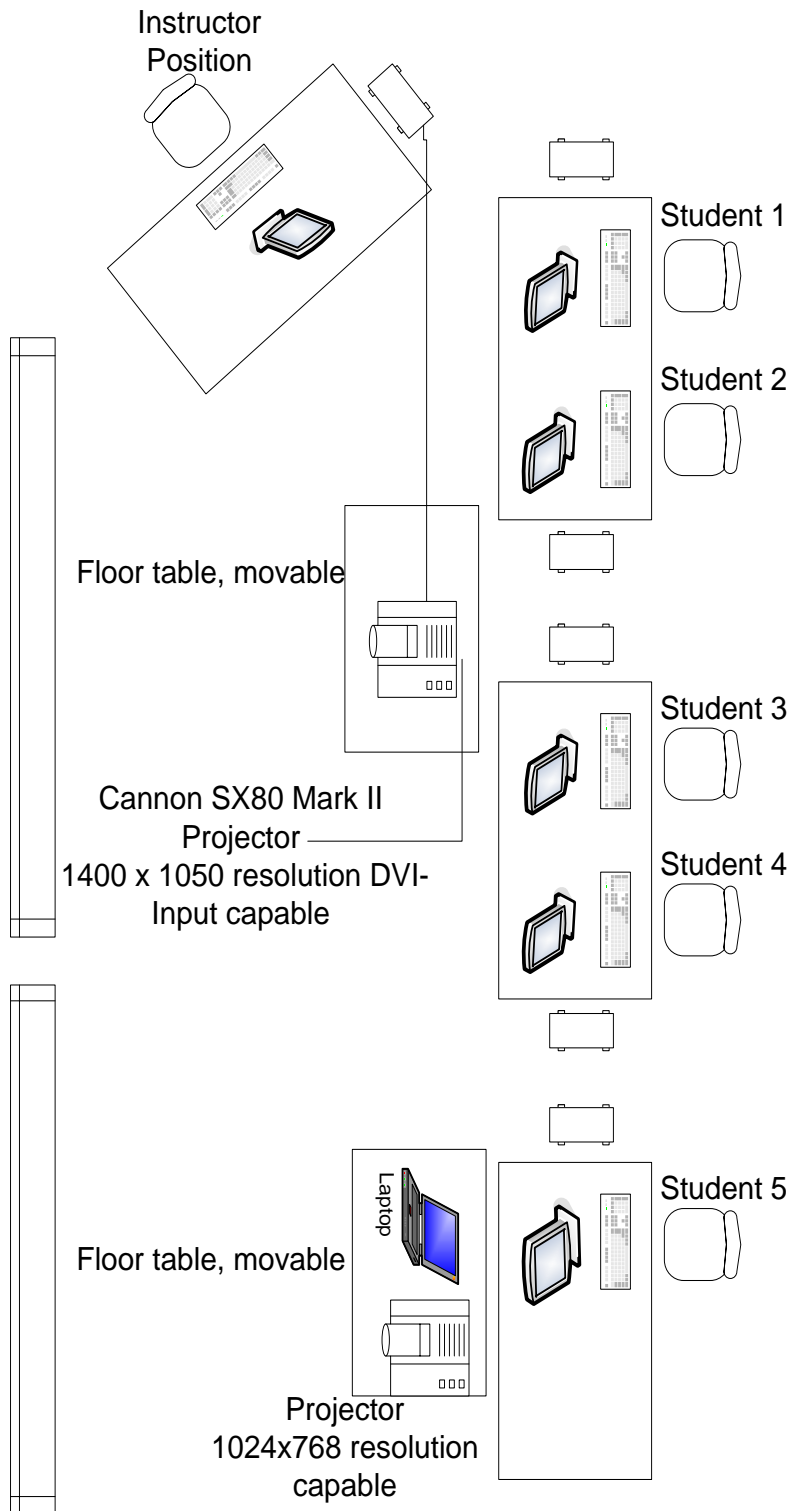 Instructor
Position
Student 1
Student 2
Floor table, movable
Student 3
Cannon SX80 Mark II
Projector
1400 x 1050 resolution DVI-
Input capable
Student 4
Laptop
Student 5
Floor table, movable
Projector
1024x768 resolution
capable